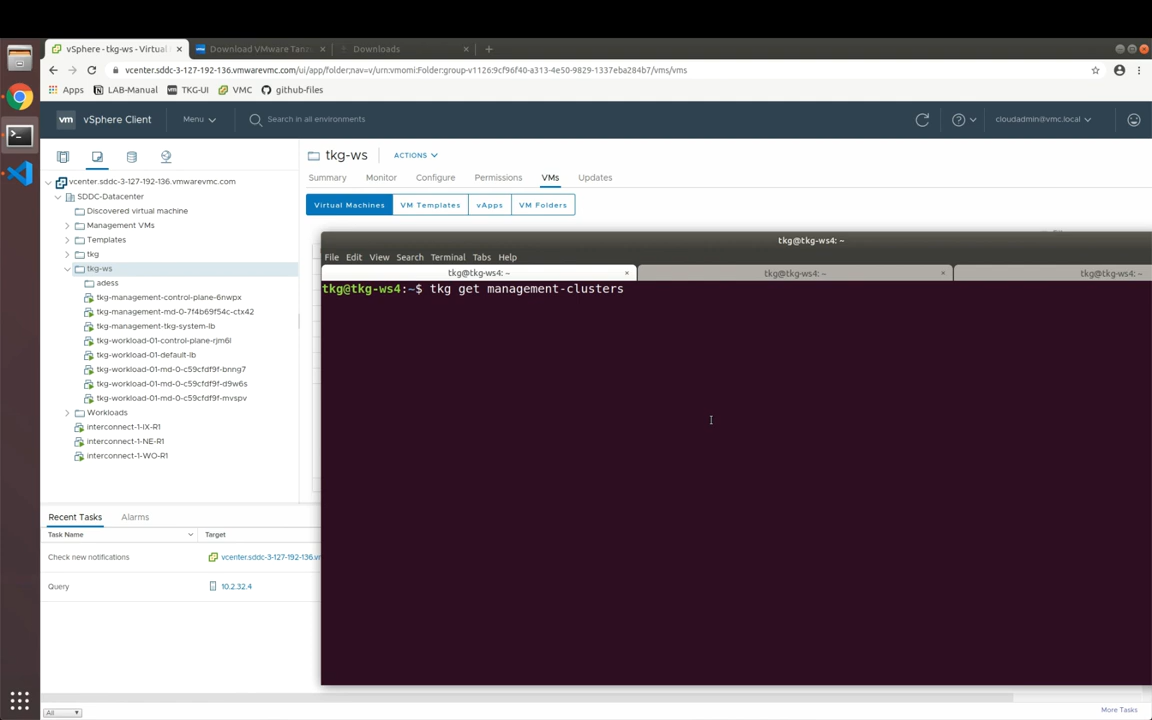 vSphere - tkg-ws - Virtual
Download VMware Tanz
Downloads
vcenter.sddc-3-127-192-136.vmwarevmc.com/ui/app/folder;nav=v/urn:vmomi:Folder:group-v1126:9cf96f40-a313-4e50-9829-1337eba284b7/vms/vms
Apps
LAB-Manual
TKG-UI
VMC
github-files
vm vSphere Client
Menu
Search in all environments
cloudadmin@vmc.local
vcenter.sddc-3-127-192-136.vmwarevmc.com
SDDC-Datacenter
Discovered virtual machine
Management VMs
Templates
tkg
tkg-ws
adess
tkg-management-control-plane-6nwpx
tkg-management-md-0-7f4b69f54c-ctx42
tkg-management-tkg-system-lb
tkg-workload-01-control-plane-rjm6l
tkg-workload-01-default-lb
tkg-workload-01-md-0-c59cfdf9f-bnng7
tkg-workload-01-md-0-c59cfdf9f-d9w6s
tkg-workload-01-md-0-c59cfdf9f-mvspv
Workloads
interconnect-1-IX-R1
interconnect-1-NE-R1
interconnect-1-WO-R1
tkg-ws
ACTIONS
Summary
Monitor
Configure
Permissions
VMs
Updates
Virtual Machines
VM Templates
vApps
VM Folders
tkg@tkg-ws4: ~
File Edit View Search Terminal Tabs Help
tkg@tkg-ws4: ~
tkg@tkg-ws4: ~
tkg@tkg-ws4: ~
tkg@tkg-ws4:~$ tkg get management-clusters
Recent Tasks
Alarms
Task Name
Target
Check new notifications
vcenter.sddc-3-127-192-136.vr
Query
10.2.32.4
All
More Tasks